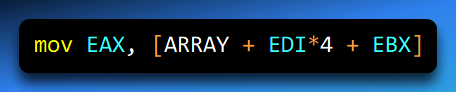 mov EAX, [ARRAY + EDI*4 + EBX]